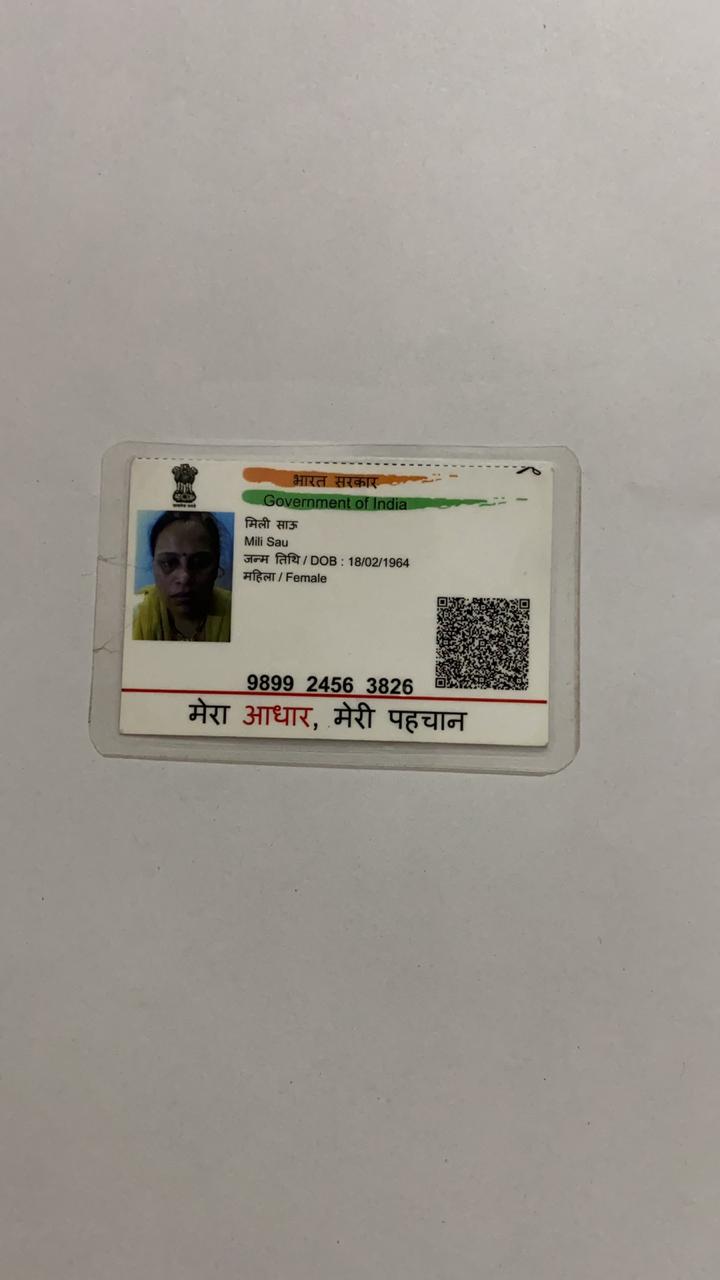 भारत सरकार
Government of India
मिली साऊ
Mili Sau
जन्म तिथि / DOB : 18/02/1964
महिला / Female
9899 2456 3826
मेरा आधार, मेरी पहचान